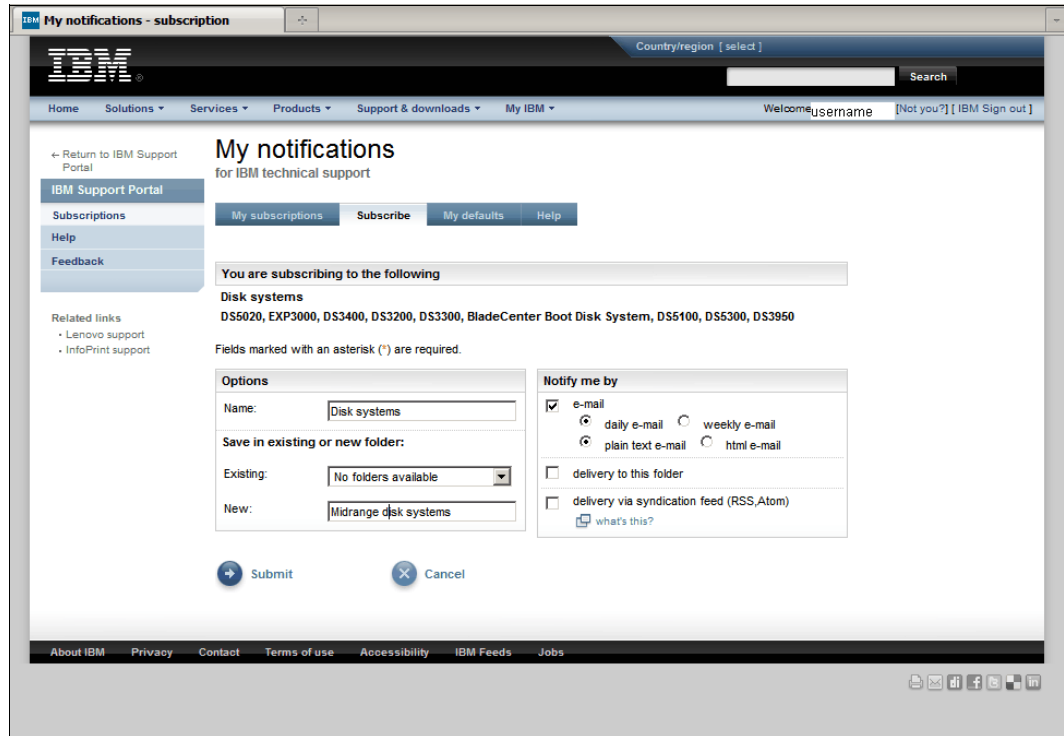 IBM My notifications - subscription
Country/region [ select ]
IBM®
Search
Home Solutions Services Products Support & downloads My IBM Welcome username [Not you?] [ IBM Sign out ]
← Return to IBM Support
Portal
IBM Support Portal
Subscriptions
Help
Feedback
Related links
• Lenovo support
• InfoPrint support
My notifications
for IBM technical support
My subscriptions Subscribe My defaults Help
You are subscribing to the following
Disk systems
DS5020, EXP3000, DS3400, DS3200, DS3300, BladeCenter Boot Disk System, DS5100, DS5300, DS3950
Fields marked with an asterisk (*) are required.
Options
Name: Disk systems
Save in existing or new folder:
Existing: No folders available
New: Midrange disk systems
Notify me by
e-mail
daily e-mail weekly e-mail
plain text e-mail html e-mail
delivery to this folder
delivery via syndication feed (RSS,Atom)
what's this?
Submit Cancel
About IBM Privacy Contact Terms of use Accessibility IBM Feeds Jobs